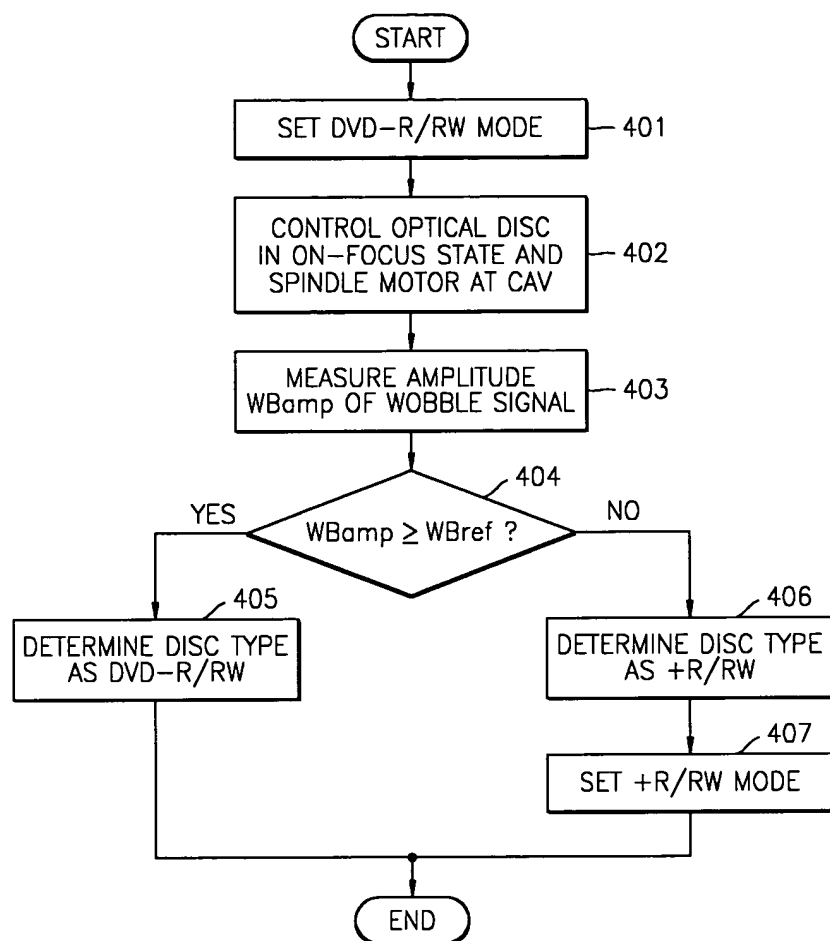 START
SET DVD-R/RW MODE
401
CONTROL OPTICAL DISC
IN ON-FOCUS STATE AND
SPINDLE MOTOR AT CAV
402
MEASURE AMPLITUDE
WBamp OF WOBBLE SIGNAL
403
404
YES
WBamp ≥ WBref ?
NO
405
DETERMINE DISC TYPE
AS DVD-R/RW
406
DETERMINE DISC TYPE
AS +R/RW
407
SET +R/RW MODE
END